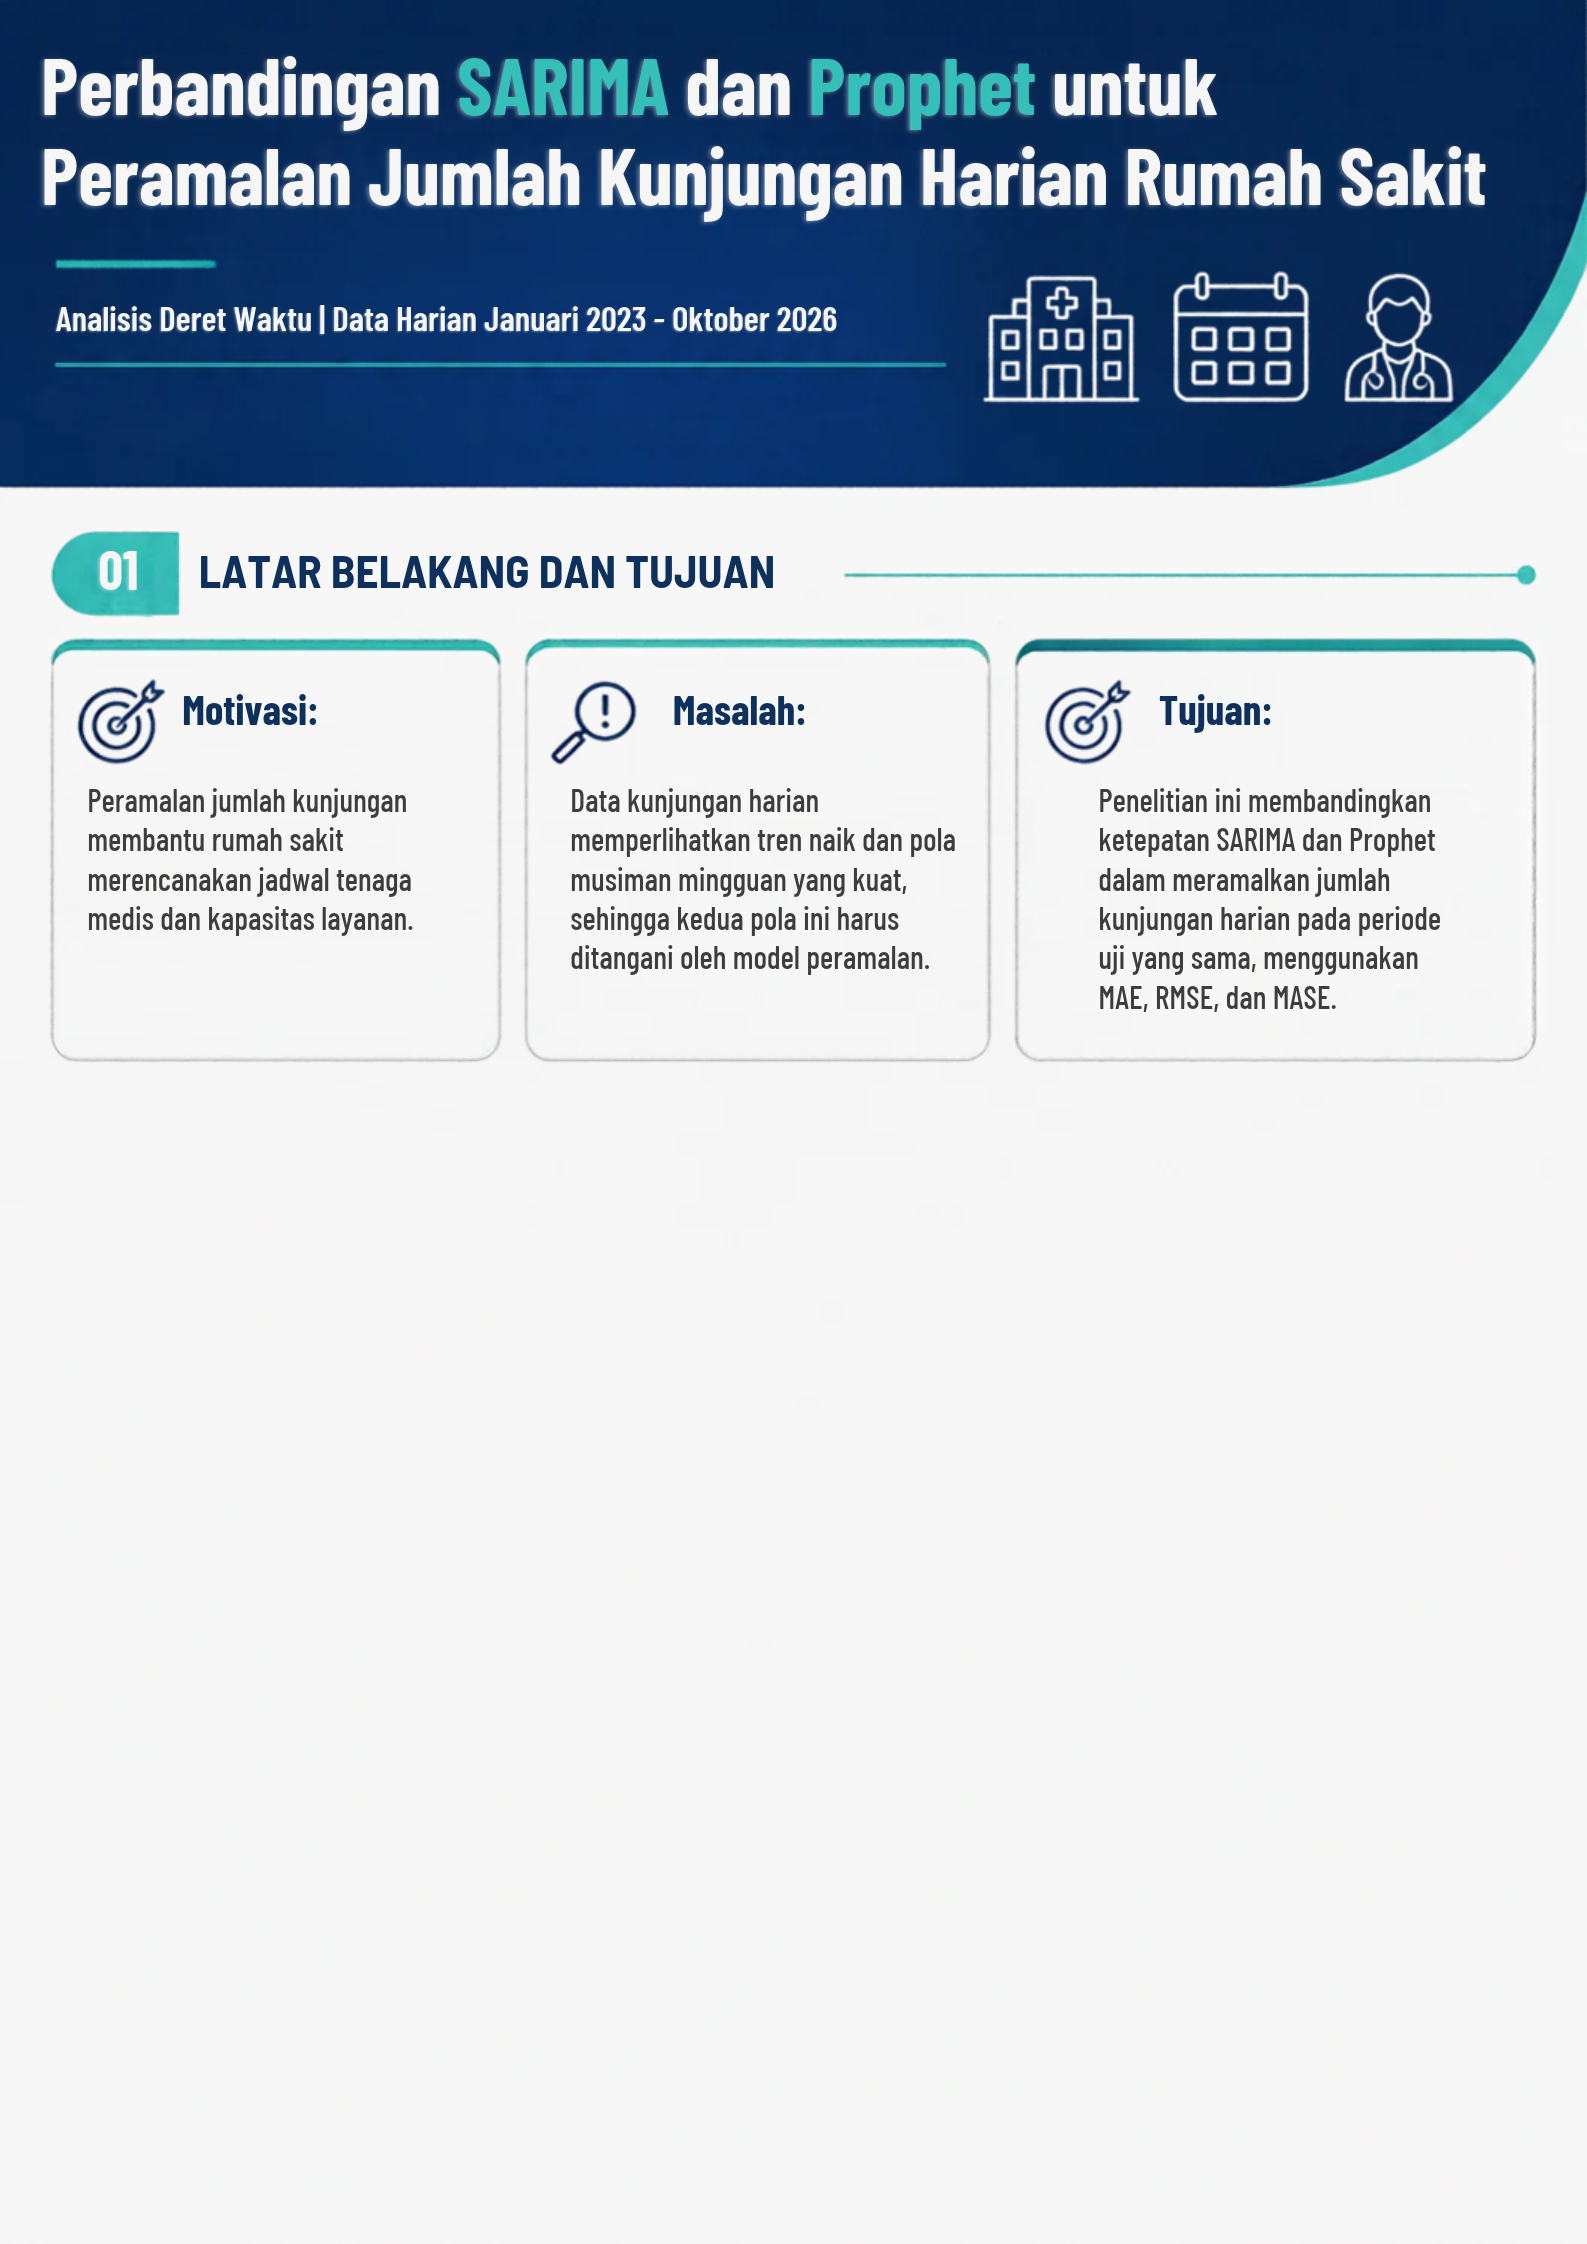 Perbandingan SARIMA dan Prophet untuk
Peramalan Jumlah Kunjungan Harian Rumah Sakit
Analisis Deret Waktu | Data Harian Januari 2023 - Oktober 2026
01
LATAR BELAKANG DAN TUJUAN
Motivasi:
Peramalan jumlah kunjungan
membantu rumah sakit
merencanakan jadwal tenaga
medis dan kapasitas layanan.
Masalah:
Data kunjungan harian
memperlihatkan tren naik dan pola
musiman mingguan yang kuat,
sehingga kedua pola ini harus
ditangani oleh model peramalan.
Tujuan:
Penelitian ini membandingkan
ketepatan SARIMA dan Prophet
dalam meramalkan jumlah
kunjungan harian pada periode
uji yang sama, menggunakan
MAE, RMSE, dan MASE.